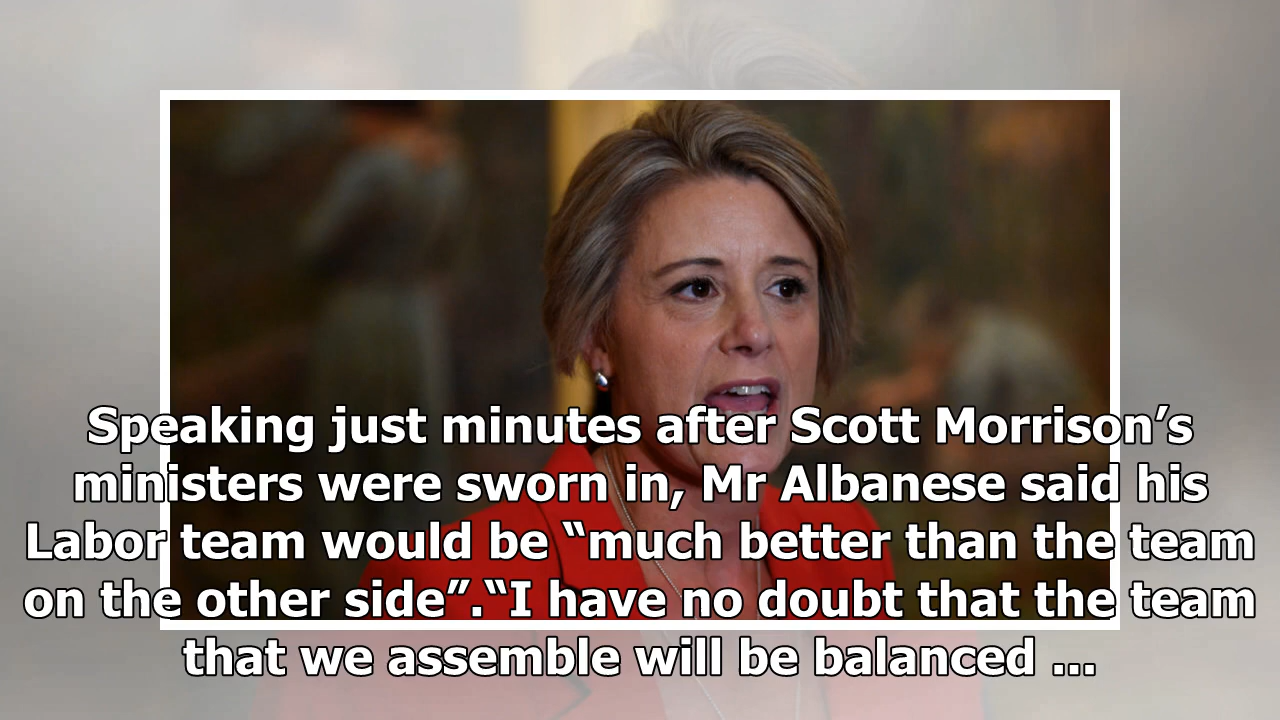 Speaking just minutes after Scott Morrison’s
ministers were sworn in, Mr Albanese said his
Labor team would be “much better than the team
on the other side”.“I have no doubt that the team
that we assemble will be balanced ...